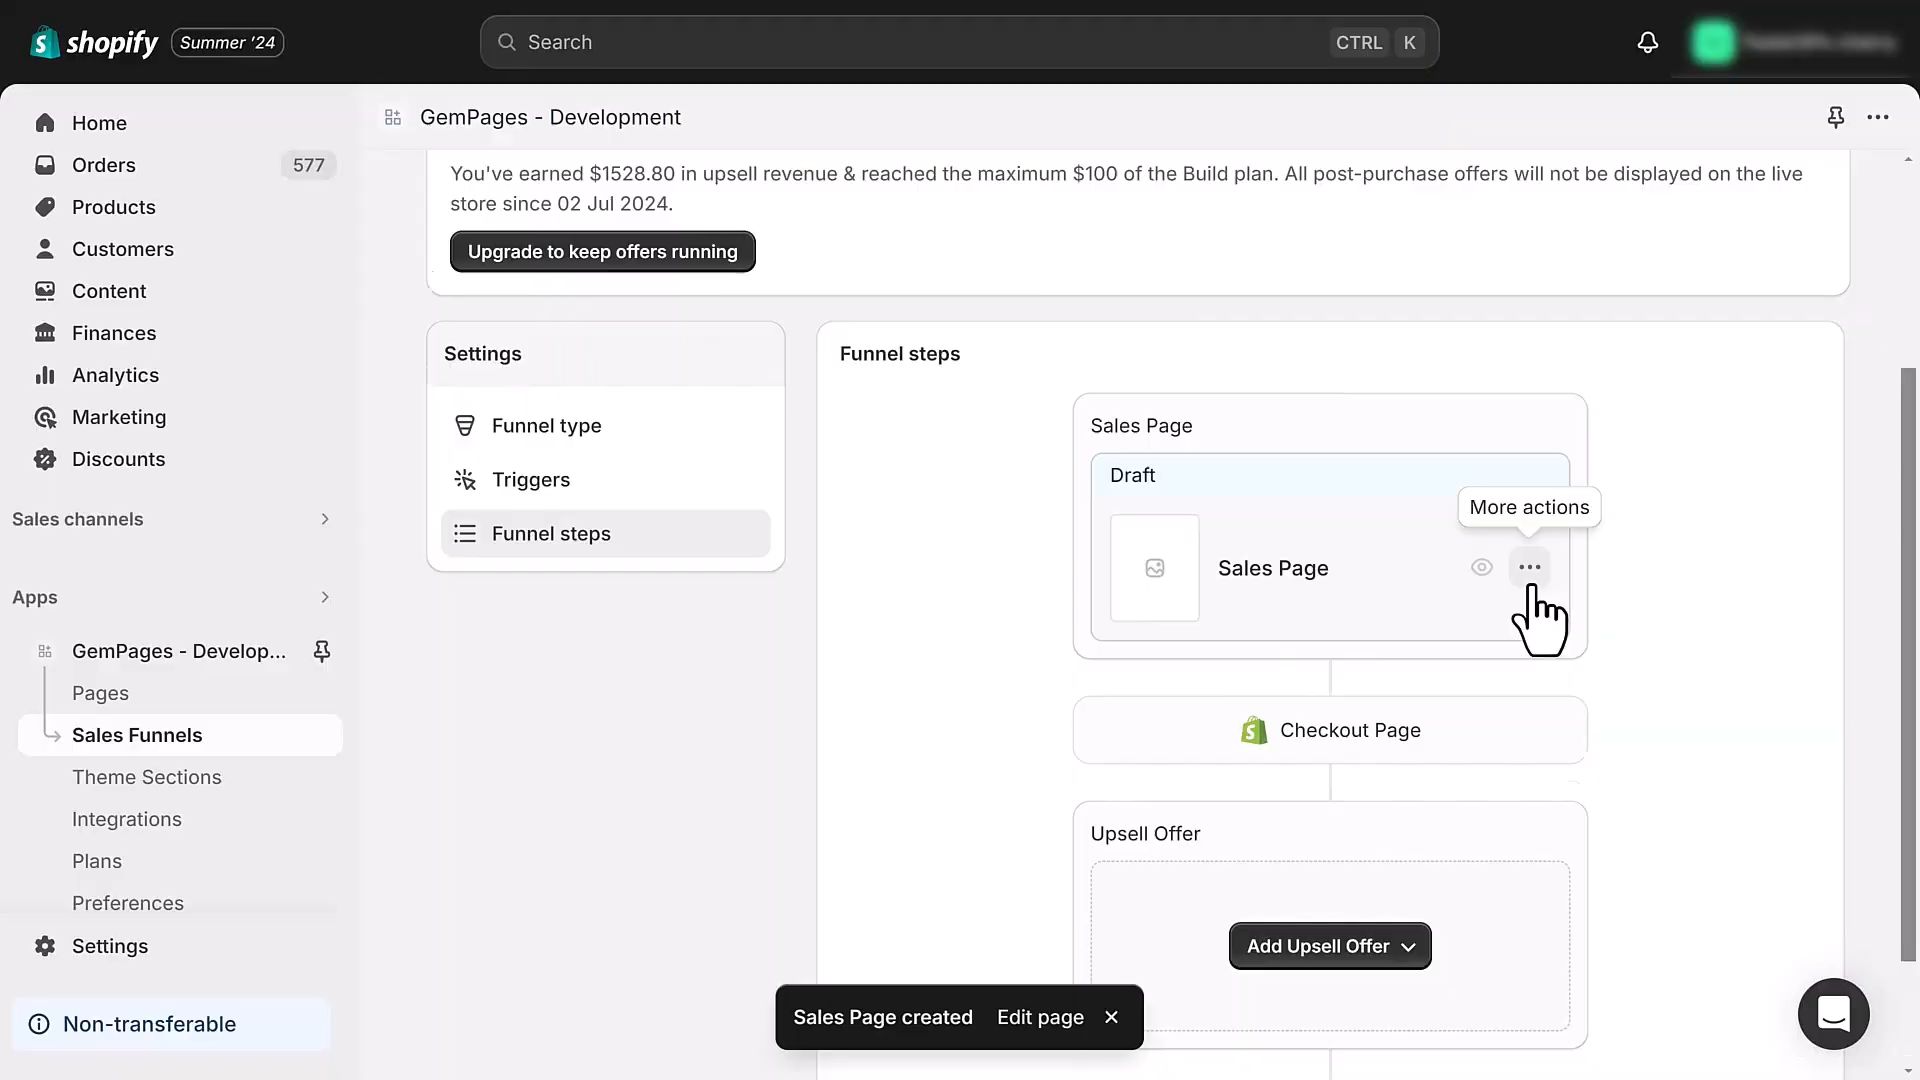 shopify
Summer '24
Search
CTRL
K
Home
Orders
577
Products
Customers
Content
Finances
Analytics
Marketing
Discounts
Sales channels
Apps
GemPages - Develop...
Pages
Sales Funnels
Theme Sections
Integrations
Plans
Preferences
Settings
Non-transferable
GemPages - Development
You've earned $1528.80 in upsell revenue & reached the maximum $100 of the Build plan. All post-purchase offers will not be displayed on the live
store since 02 Jul 2024.
Upgrade to keep offers running
Settings
Funnel type
Triggers
Funnel steps
Funnel steps
Sales Page
Draft
More actions
Sales Page
Checkout Page
Upsell Offer
Add Upsell Offer
Sales Page created
Edit page